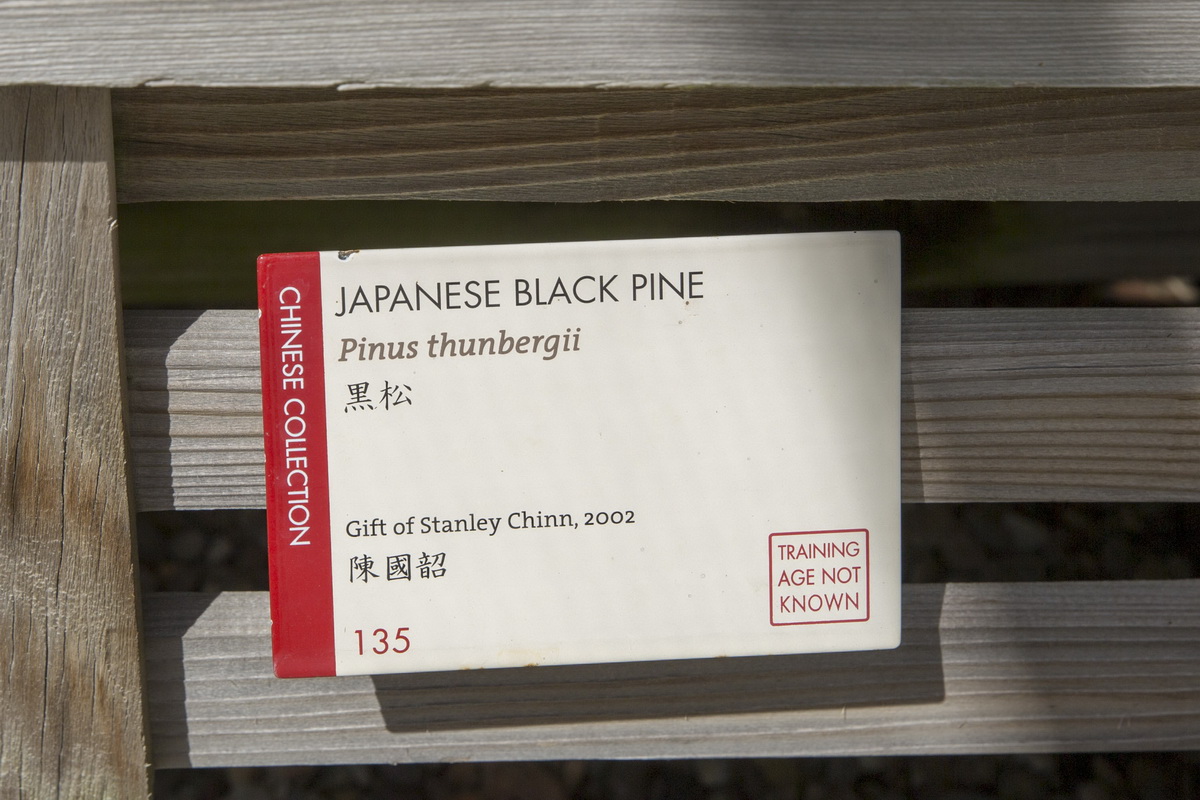 CHINESE COLLECTION
JAPANESE BLACK PINE
Pinus thunbergii
黑松
Gift of Stanley Chinn, 2002
陳國韶
135
TRAINING
AGE NOT
KNOWN